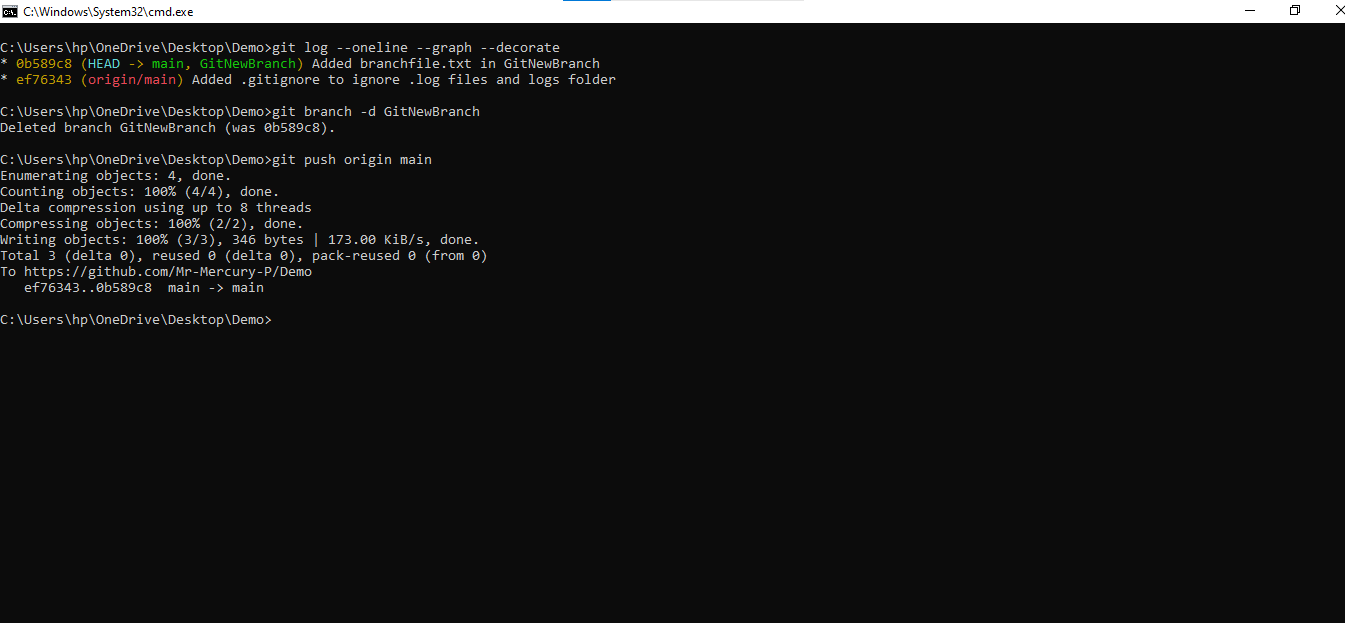 C:\Windows\System32\cmd.exe
C:\Users\hp\OneDrive\Desktop\Demo>git log --oneline --graph --decorate
* 0b589c8 (HEAD -> main, GitNewBranch) Added branchfile.txt in GitNewBranch
* ef76343 (origin/main) Added .gitignore to ignore .log files and logs folder
C:\Users\hp\OneDrive\Desktop\Demo>git branch -d GitNewBranch
Deleted branch GitNewBranch (was 0b589c8).
C:\Users\hp\OneDrive\Desktop\Demo>git push origin main
Enumerating objects: 4, done.
Counting objects: 100% (4/4), done.
Delta compression using up to 8 threads
Compressing objects: 100% (2/2), done.
Writing objects: 100% (3/3), 346 bytes | 173.00 KiB/s, done.
Total 3 (delta 0), reused 0 (delta 0), pack-reused 0 (from 0)
To https://github.com/Mr-Mercury-P/Demo
   ef76343..0b589c8  main -> main
C:\Users\hp\OneDrive\Desktop\Demo>